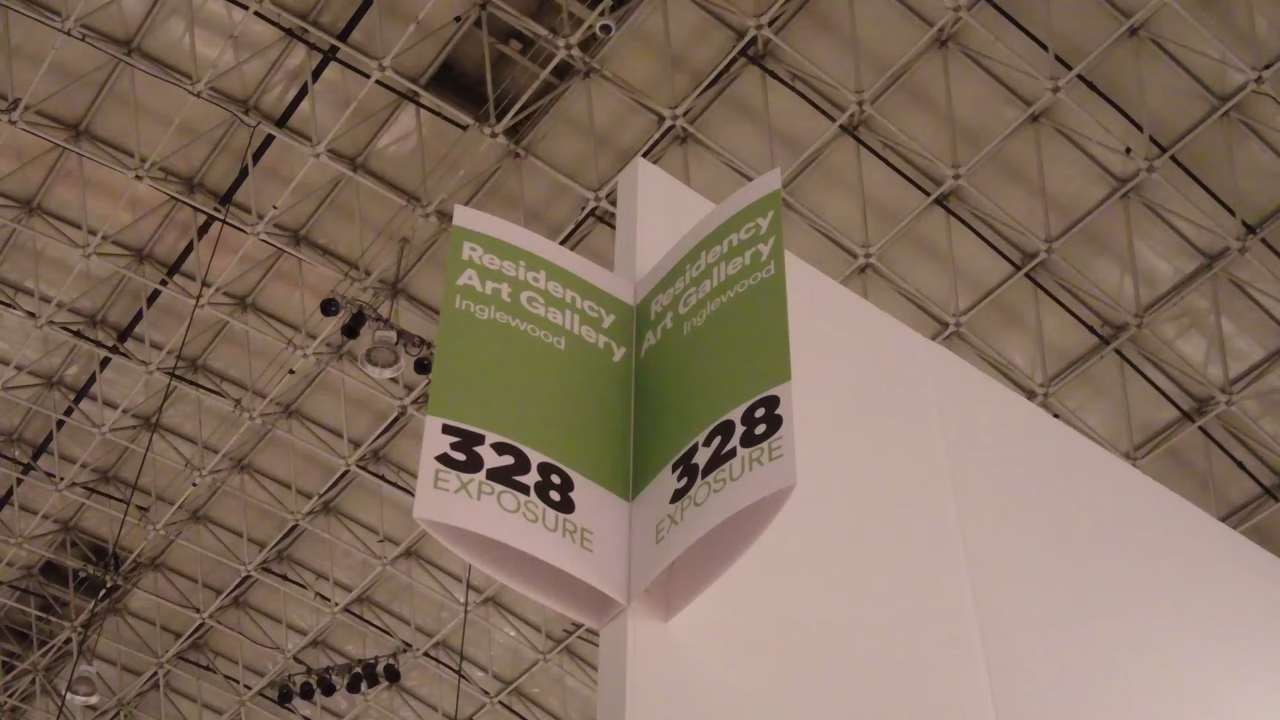 Residency
Art Gallery
Inglewood
328
EXPOSURE
Residency
Art Gallery
Inglewood
328
EXPOSURE